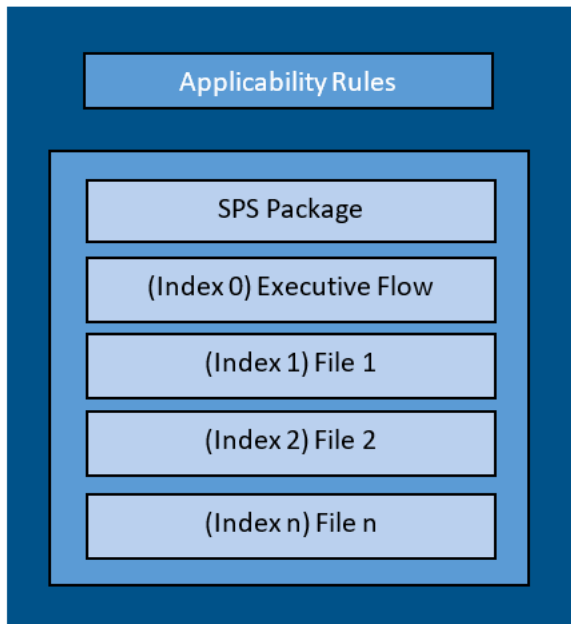 Applicability Rules
SPS Package
(Index 0) Executive Flow
(Index 1) File 1
(Index 2) File 2
(Index n) File n